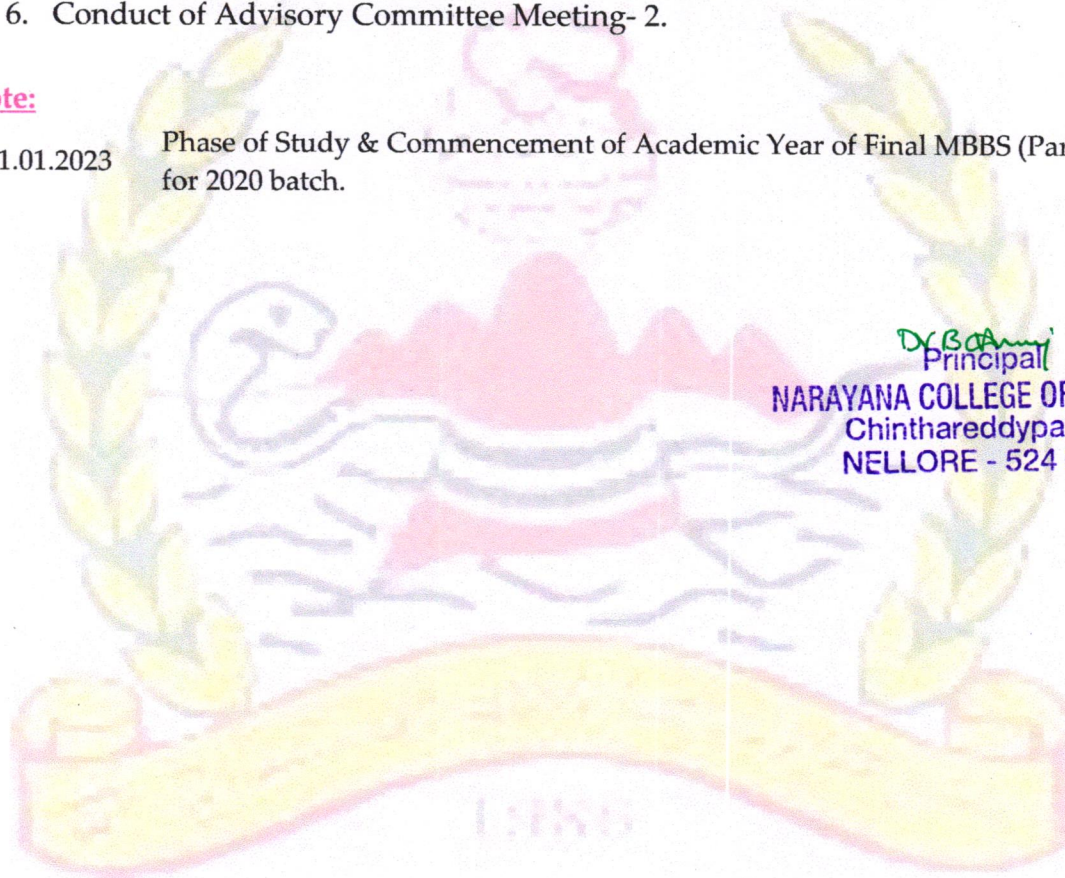 6. Conduct of Advisory Committee Meeting- 2.
te:
1.01.2023 Phase of Study & Commencement of Academic Year of Final MBBS (Par
for 2020 batch.
Principal
NARAYANA COLLEGE OF
Chinthareddypa
NELLORE - 524